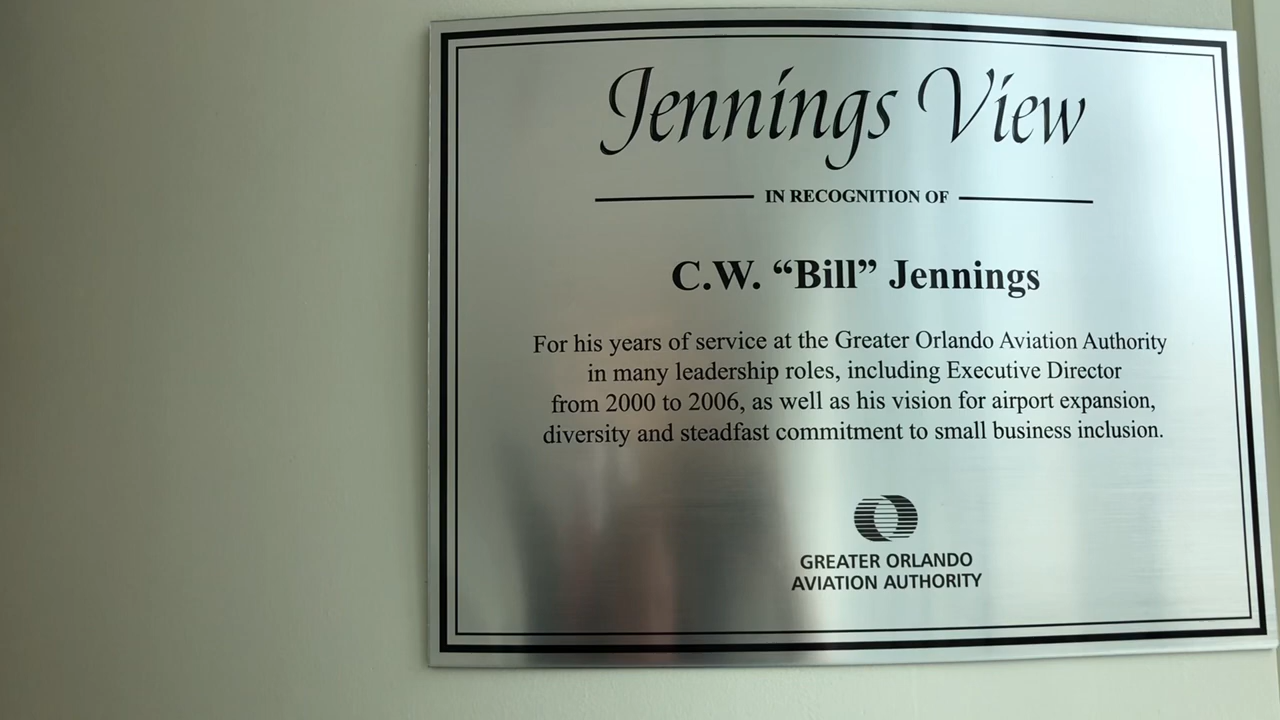 Jennings View
IN RECOGNITION OF
C.W. “Bill” Jennings
For his years of service at the Greater Orlando Aviation Authority
in many leadership roles, including Executive Director
from 2000 to 2006, as well as his vision for airport expansion,
diversity and steadfast commitment to small business inclusion.
GREATER ORLANDO
AVIATION AUTHORITY